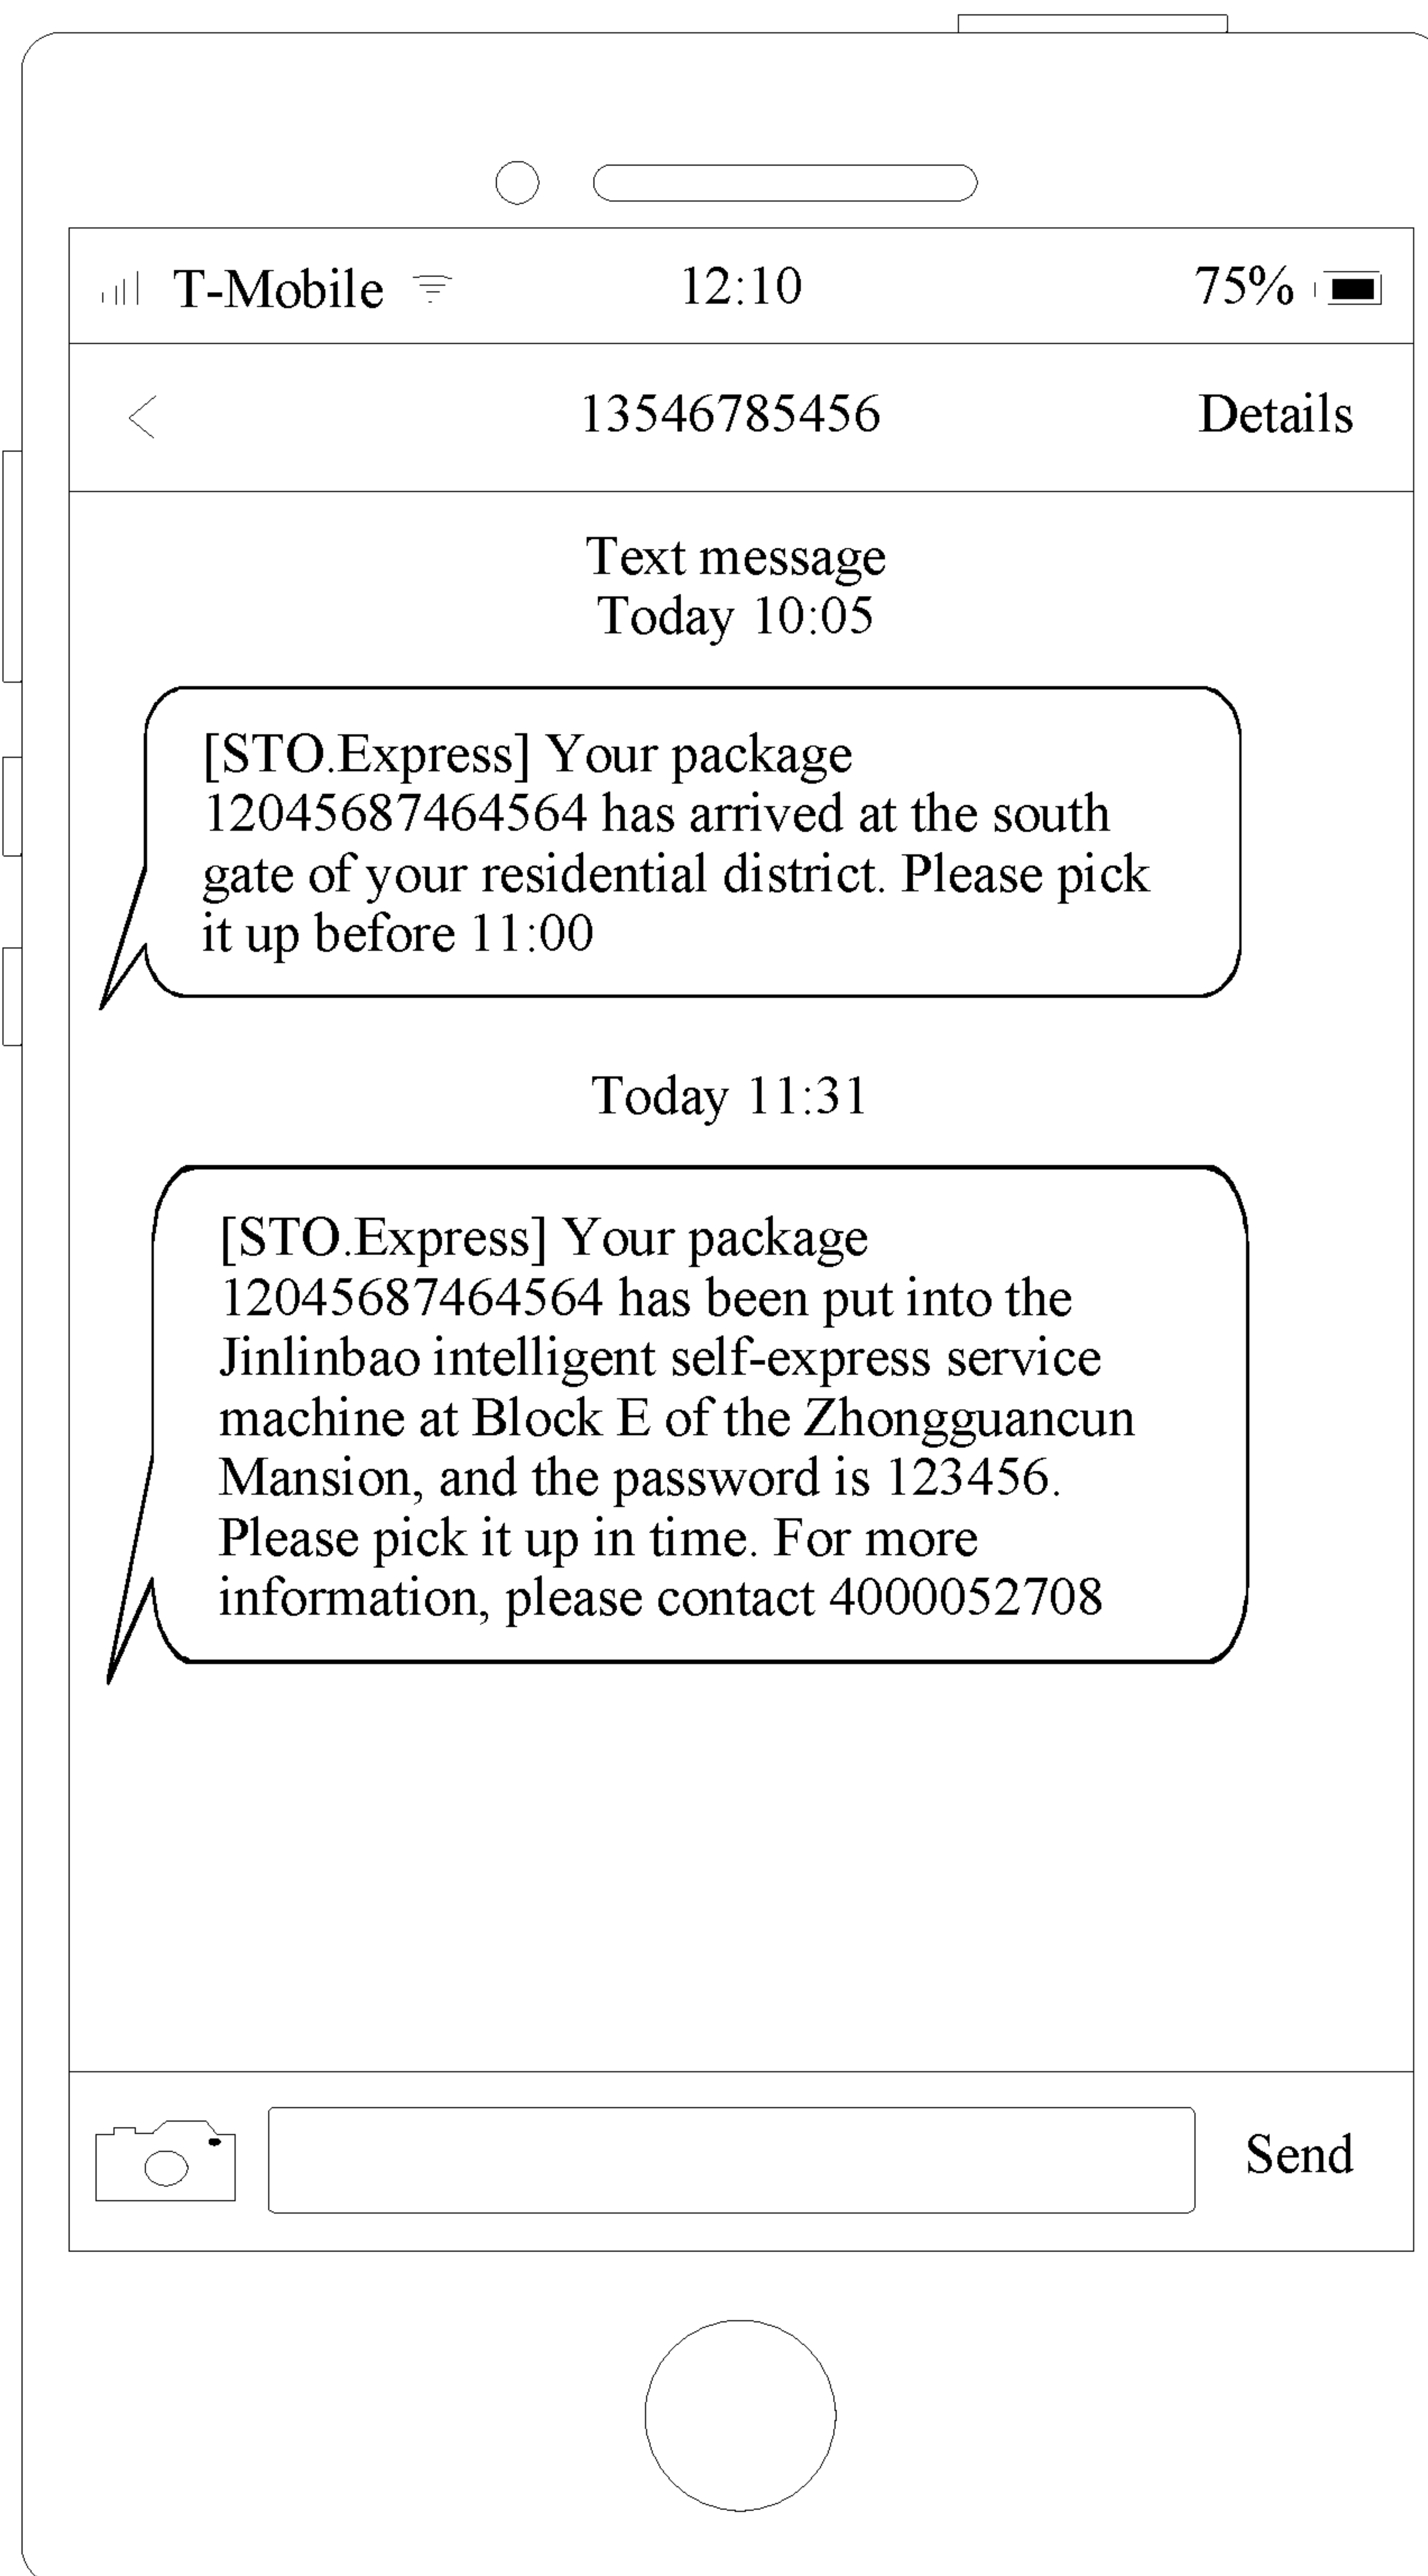 T-Mobile 12:10 75%
13546785456 Details
Text message
Today 10:05
[STO.Express] Your package
12045687464564 has arrived at the south
gate of your residential district. Please pick
it up before 11:00
Today 11:31
[STO.Express] Your package
12045687464564 has been put into the
Jinlinbao intelligent self-express service
machine at Block E of the Zhongguancun
Mansion, and the password is 123456.
Please pick it up in time. For more
information, please contact 4000052708
Send